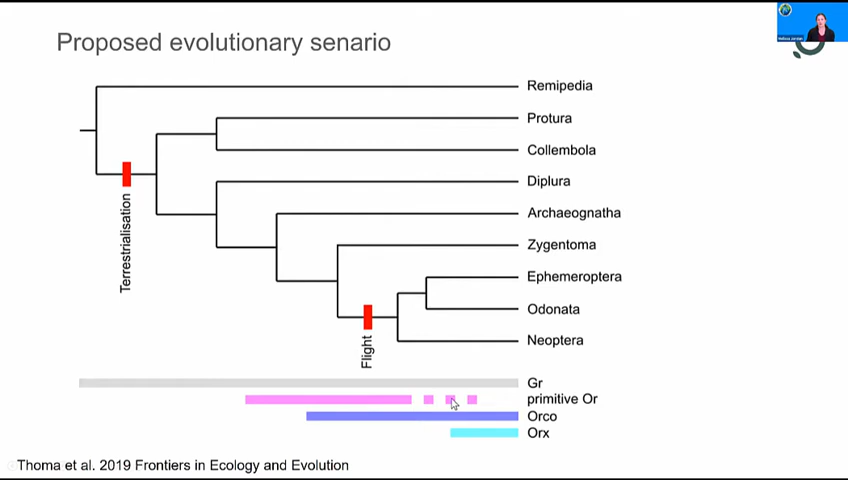 Proposed evolutionary senario
Remipedia
Protura
Collembola
Diplura
Archaeognatha
Zygentoma
Ephemeroptera
Odonata
Neoptera
Terrestrialisation
Flight
Gr
primitive Or
Orco
Orx
Thoma et al. 2019 Frontiers in Ecology and Evolution